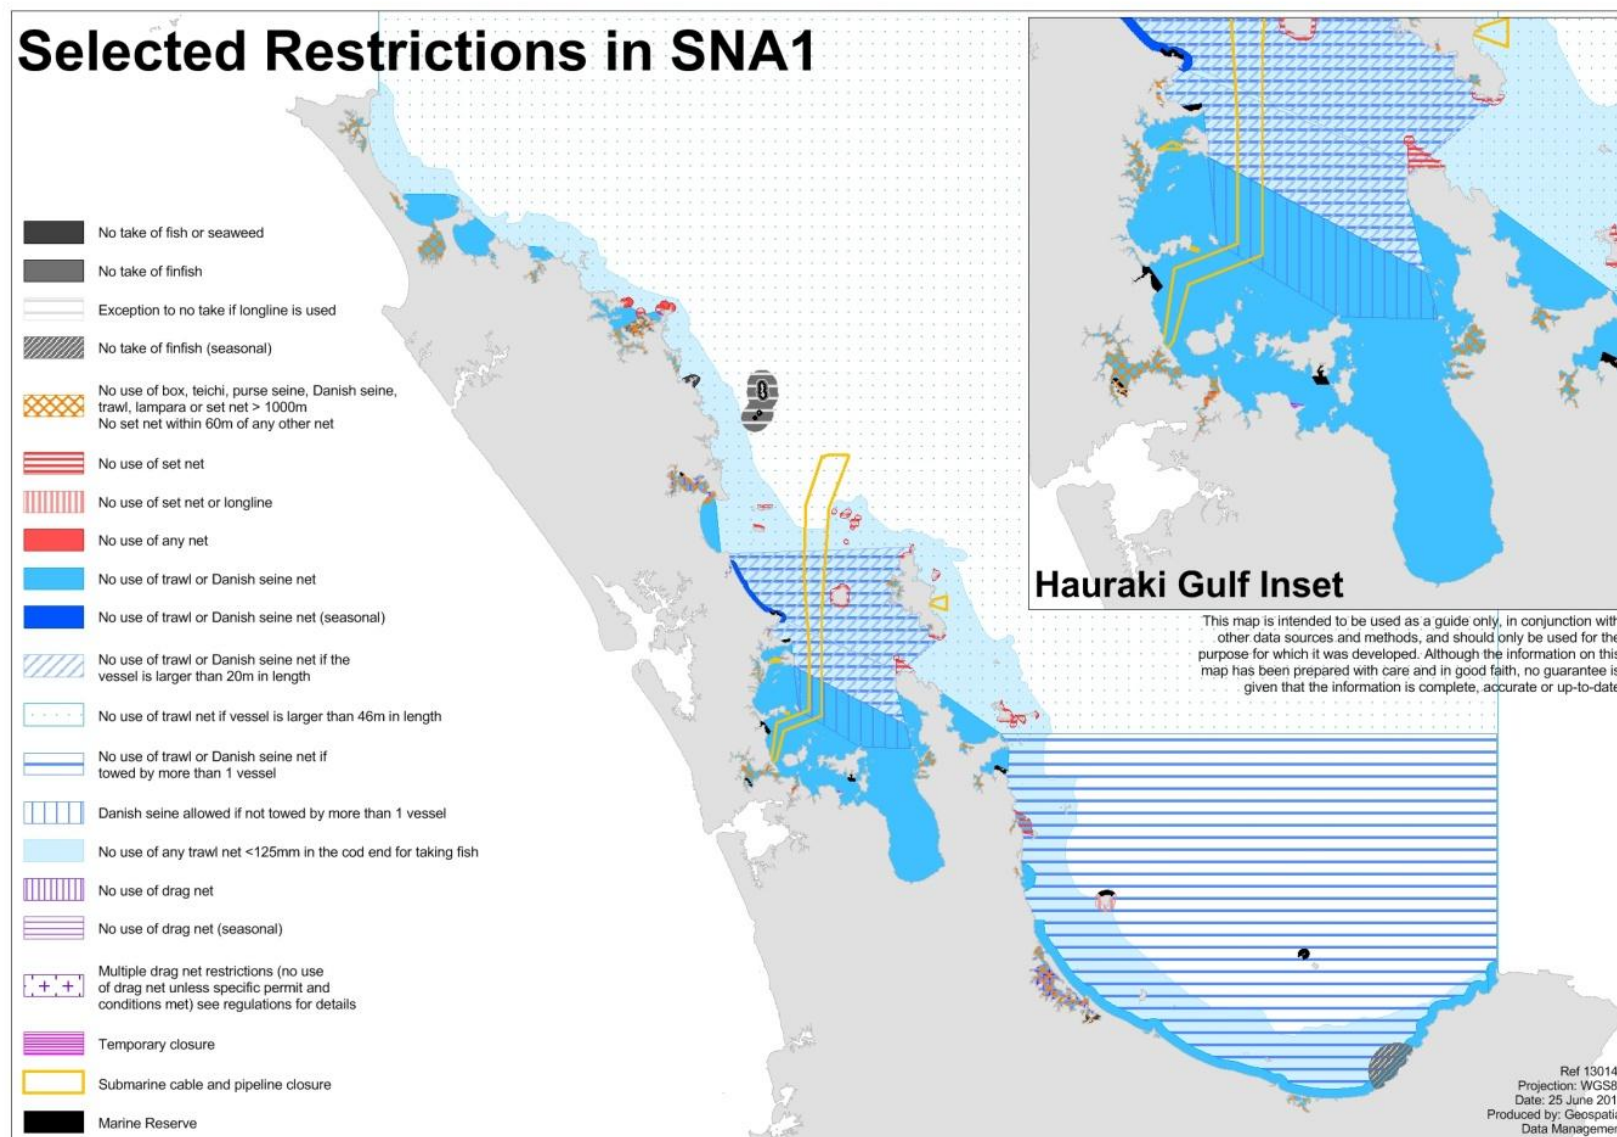 Selected Restrictions in SNA1
No take of fish or seaweed
No take of finfish
Exception to no take if longline is used
No take of finfish (seasonal)
No use of box, teichi, purse seine, Danish seine,
trawl, lampara or set net > 1000m
No set net within 60m of any other net
No use of set net
No use of set net or longline
No use of any net
No use of trawl or Danish seine net
No use of trawl or Danish seine net (seasonal)
No use of trawl or Danish seine net if the
vessel is larger than 20m in length
No use of trawl net if vessel is larger than 46m in length
No use of trawl or Danish seine net if
towed by more than 1 vessel
Danish seine allowed if not towed by more than 1 vessel
No use of any trawl net <125mm in the cod end for taking fish
No use of drag net
No use of drag net (seasonal)
Multiple drag net restrictions (no use
of drag net unless specific permit and
conditions met) see regulations for details
Temporary closure
Submarine cable and pipeline closure
Marine Reserve
Hauraki Gulf Inset
This map is intended to be used as a guide only, in conjunction with
other data sources and methods, and should only be used for the
purpose for which it was developed. Although the information on this
map has been prepared with care and in good faith, no guarantee is
given that the information is complete, accurate or up-to-date
Ref 13014
Projection: WGS8
Date: 25 June 201
Produced by: Geospatia
Data Managemen